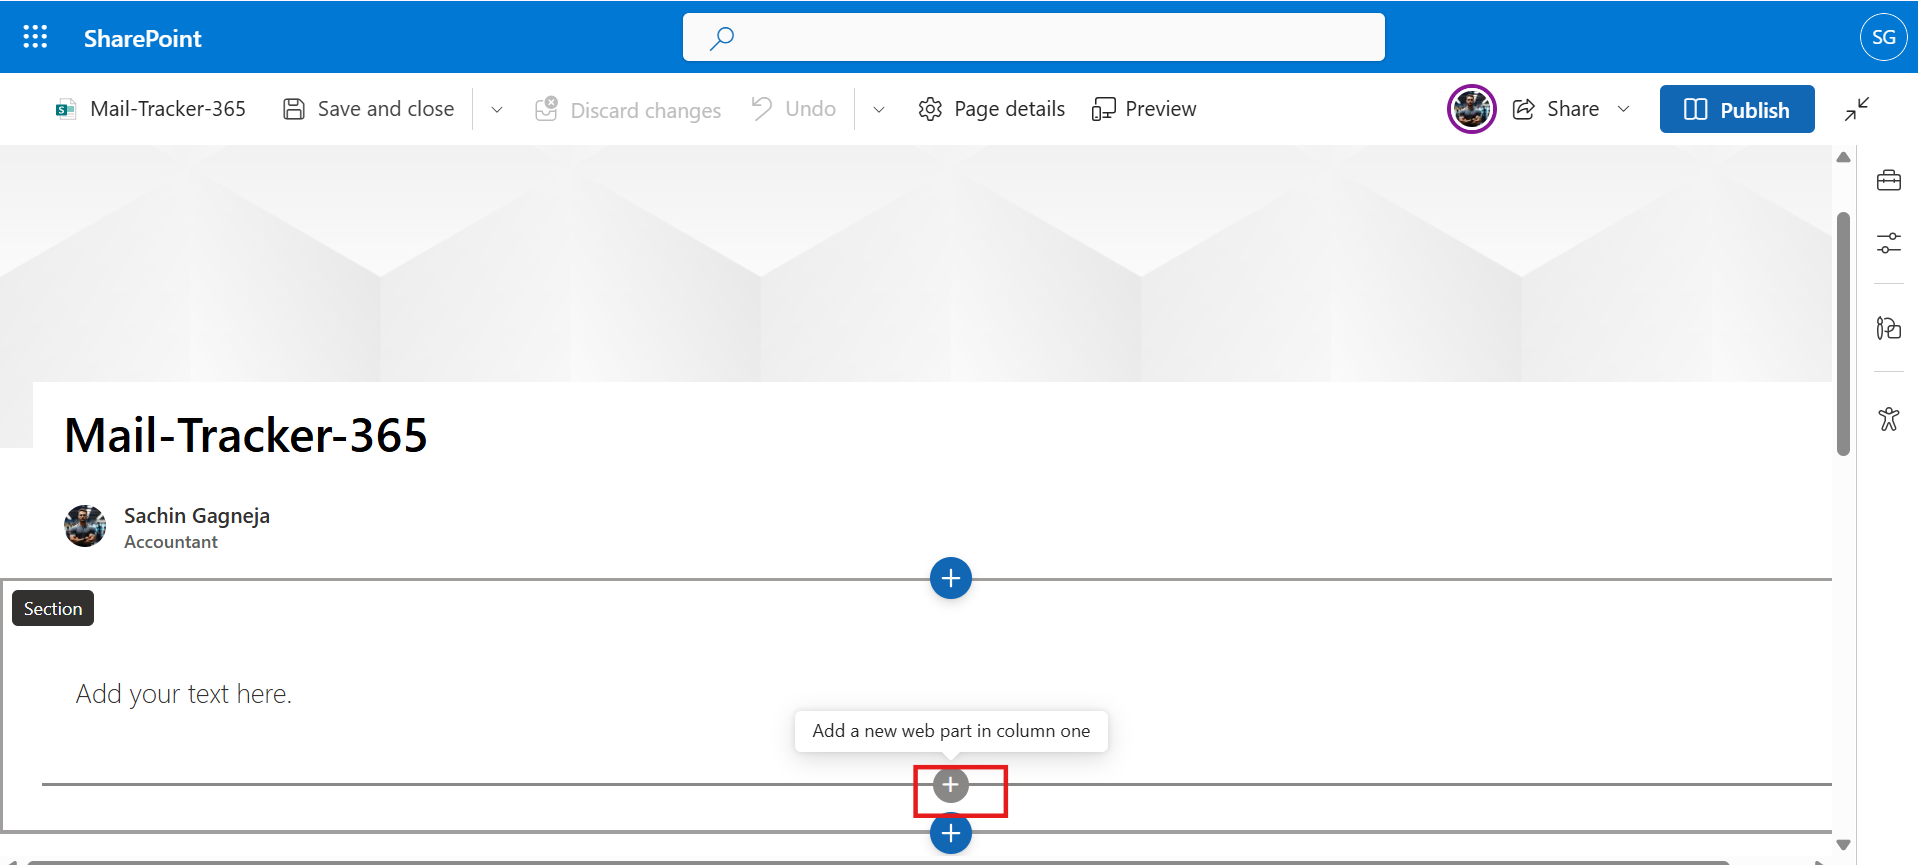 SharePoint
SG
Mail-Tracker-365
Save and close
Discard changes
Undo
Page details
Preview
Share
Publish
Mail-Tracker-365
Sachin Gagneja
Accountant
Section
Add your text here.
Add a new web part in column one